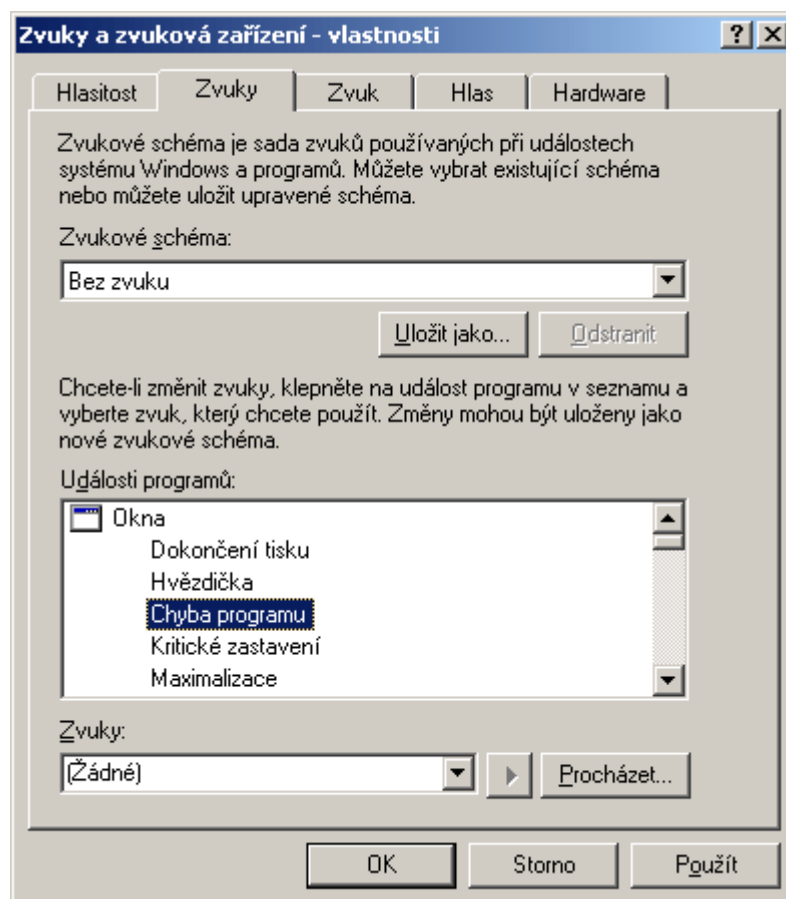 Zvuky a zvuková zařízení - vlastnosti
Hlasitost Zvuky Zvuk Hlas Hardware
Zvukové schéma je sada zvuků používaných při událostech
systému Windows a programů. Můžete vybrat existující schéma
nebo můžete uložit upravené schéma.
Zvukové schéma:
Bez zvuku
Uložit jako... Odstranit
Chcete-li změnit zvuky, klepněte na událost programu v seznamu a
vyberte zvuk, který chcete použít. Změny mohou být uloženy jako
nové zvukové schéma.
Události programů:
Okna
Dokončení tisku
Hvězdička
Chyba programu
Kritické zastavení
Maximalizace
Zvuky:
(Žádné) Procházet...
OK Storno Použít